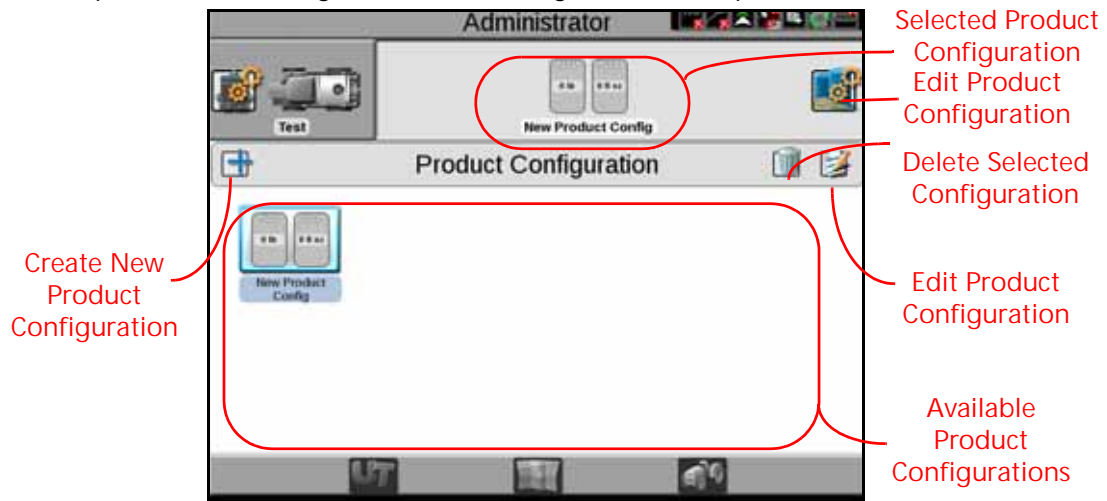 Administrator
Selected Product
Configuration
Edit Product
Configuration
Test
New Product Config
Product Configuration
Delete Selected
Configuration
New Product
Config
Create New
Product
Configuration
Edit Product
Configuration
Available
Product
Configurations
UT